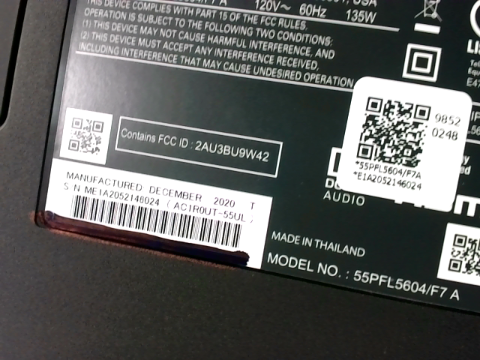 THIS DEVICE COMPLIES WITH PART 15 OF THE FCC RULES.
OPERATION IS SUBJECT TO THE FOLLOWING TWO CONDITIONS:
(1) THIS DEVICE MAY NOT CAUSE HARMFUL INTERFERENCE, AND
(2) THIS DEVICE MUST ACCEPT ANY INTERFERENCE RECEIVED,
INCLUDING INTERFERENCE THAT MAY CAUSE UNDESIRED OPERATION
USA
120V~ 60Hz 135W
9852
0248
*55PFL5604/F7A
*E1A2052146024
Contains FCC ID : 2AU3BU9W42
MANUFACTURED DECEMBER 2020 T
S N ME1A2052146024 ( AC1R0UT-55UL
AUDIO
MADE IN THAILAND
MODEL NO. : 55PFL5604/F7 A